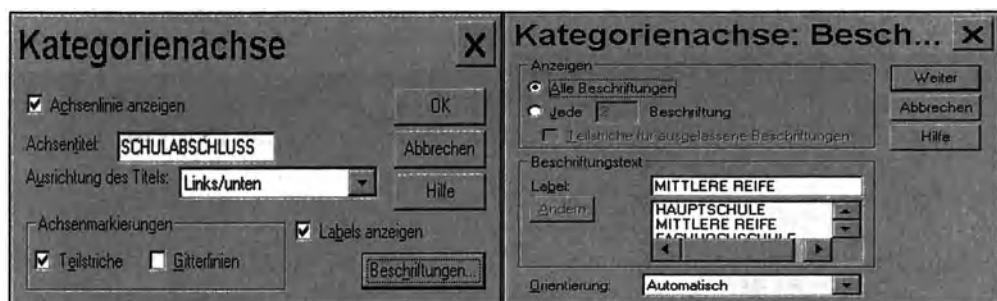 Kategorienachse
Achsenlinie anzeigen
OK
Achsentitel: SCHULABSCHLUSS
Abbrechen
Ausrichtung des Titels: Links/unten
Hilfe
Achsenmarkierungen
Labels anzeigen
Teilstriche Gitterlinien
Beschriftungen...
Kategorienachse: Besch...
Anzeigen
Weiter
Alle Beschriftungen
Jede 2 Beschriftung
Abbrechen
Teilstriche für ausgelassene Beschriftungen
Hilfe
Beschriftungstext
Label: MITTLERE REIFE
Ändern
HAUPTSCHULE
MITTLERE REIFE
FACHHOCHSCHULE
Orientierung: Automatisch